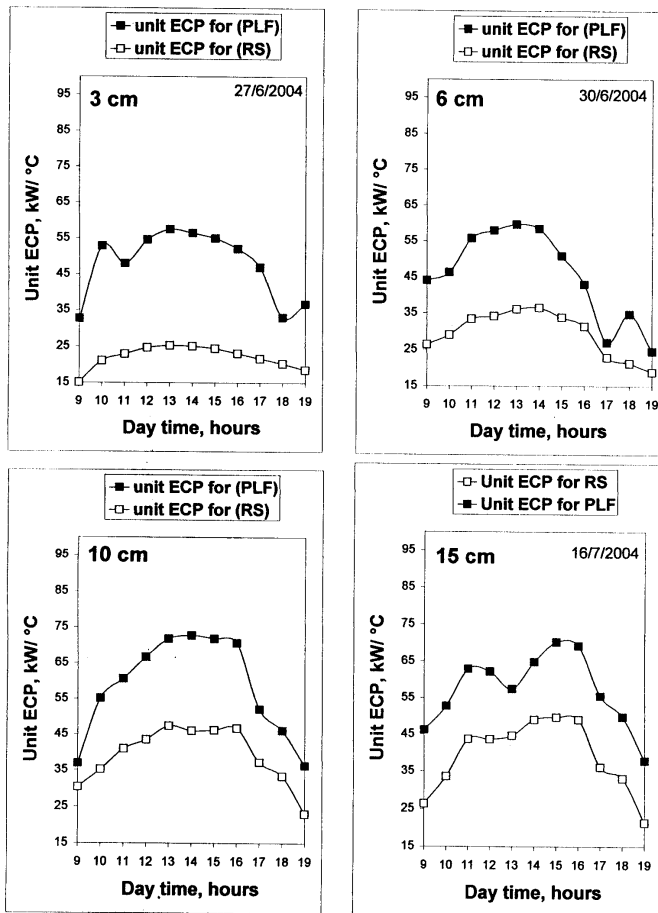 unit ECP for (PLF)
unit ECP for (RS)
3 cm
27/6/2004
Unit ECP, kW/ °C
95
85
75
65
55
45
35
25
15
9 10 11 12 13 14 15 16 17 18 19
Day time, hours
unit ECP for (PLF)
unit ECP for (RS)
6 cm
30/6/2004
Unit ECP, kW/ °C
95
85
75
65
55
45
35
25
15
9 10 11 12 13 14 15 16 17 18 19
Day time, hours
unit ECP for (PLF)
unit ECP for (RS)
10 cm
Unit ECP, kW/ °C
95
85
75
65
55
45
35
25
15
9 10 11 12 13 14 15 16 17 18 19
Day time, hours
Unit ECP for RS
Unit ECP for PLF
15 cm
16/7/2004
Unit ECP, kW/ °C
95
85
75
65
55
45
35
25
15
9 10 11 12 13 14 15 16 17 18 19
Day time, hours